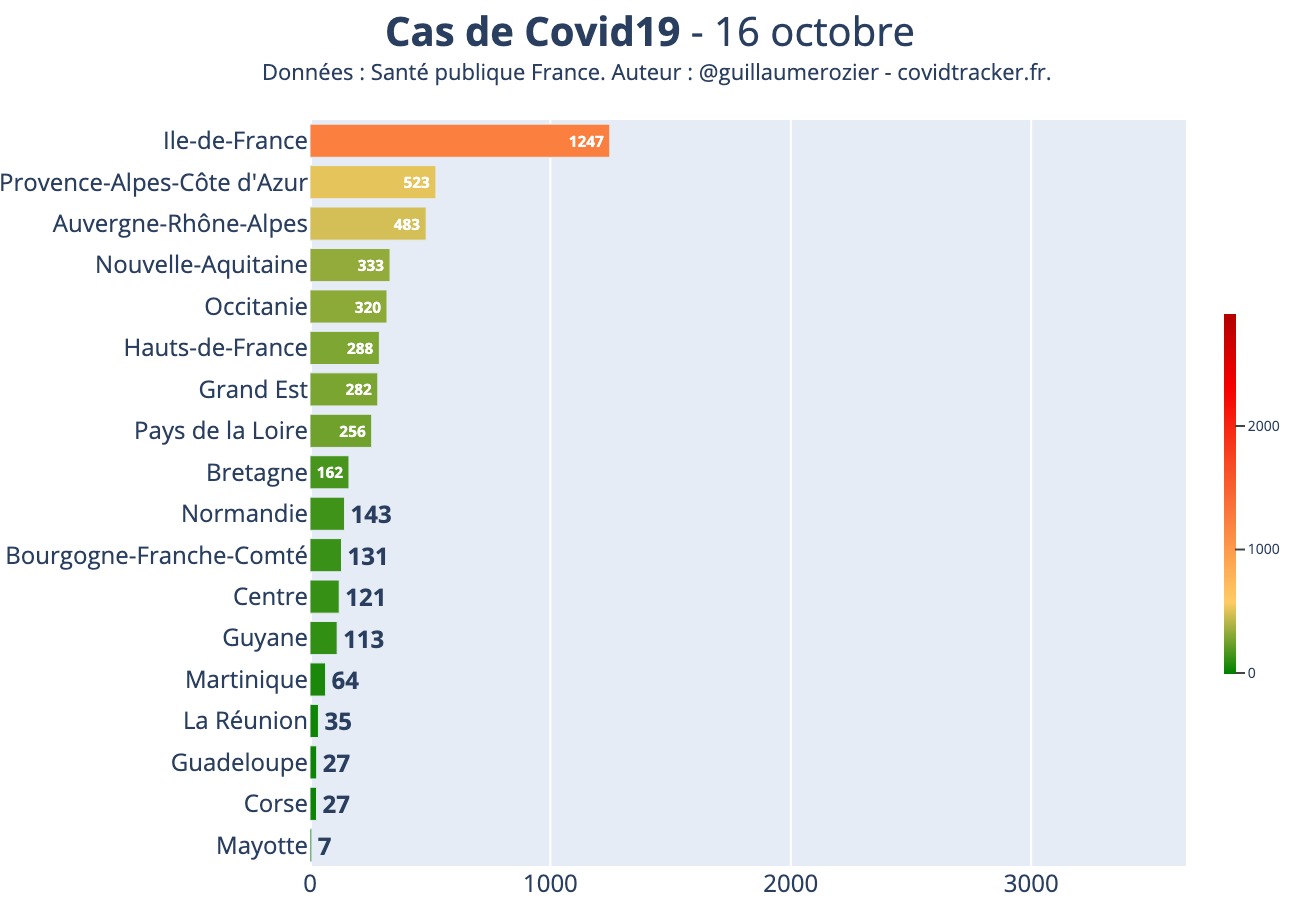 Cas de Covid19 - 16 octobre
Données : Santé publique France. Auteur : @guillaumerozier - covidtracker.fr.
Ile-de-France 1247
Provence-Alpes-Côte d'Azur 523
Auvergne-Rhône-Alpes 483
Nouvelle-Aquitaine 333
Occitanie 320
Hauts-de-France 288
Grand Est 282
Pays de la Loire 256
Bretagne 162
Normandie 143
Bourgogne-Franche-Comté 131
Centre 121
Guyane 113
Martinique 64
La Réunion 35
Guadeloupe 27
Corse 27
Mayotte 7
0 1000 2000 3000
2000
1000
0